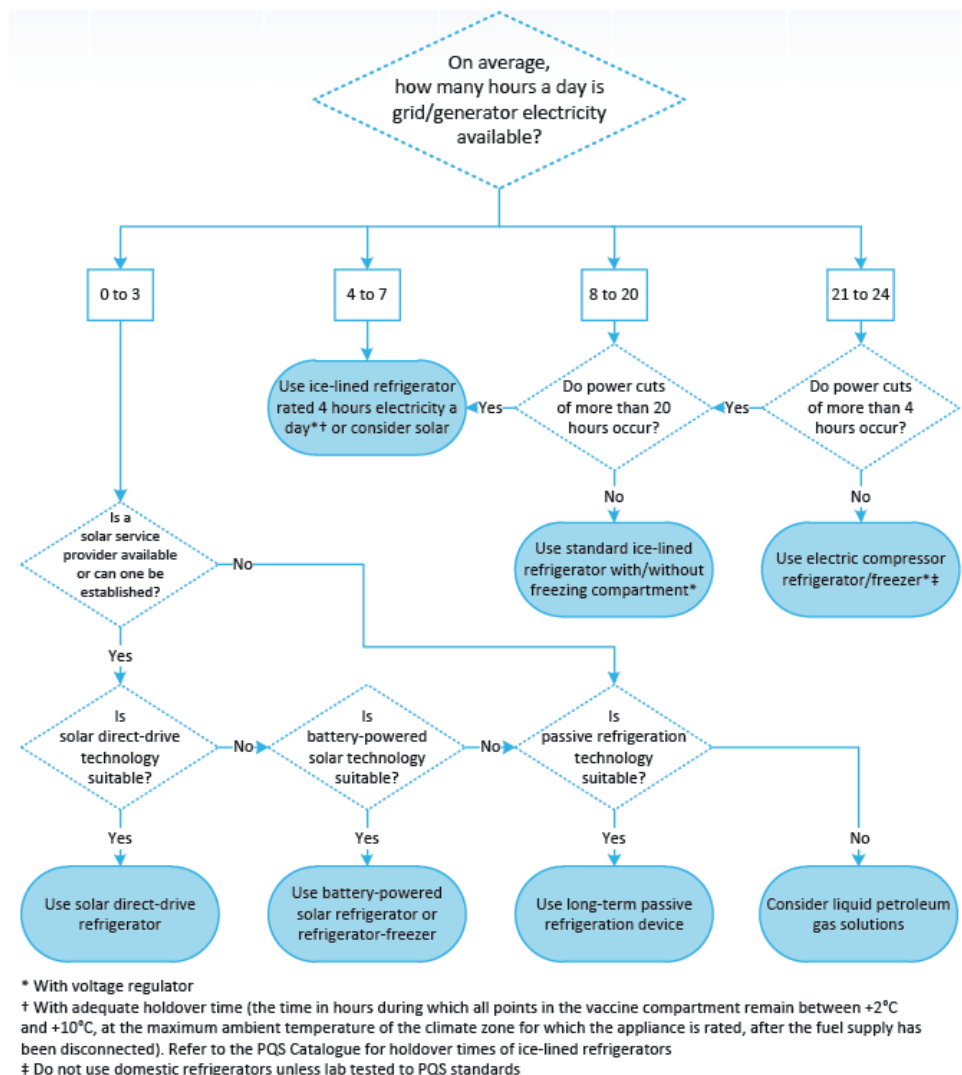 On average,
how many hours a day is
grid/generator electricity
available?
0 to 3
4 to 7
8 to 20
21 to 24
Use ice-lined refrigerator
rated 4 hours electricity a
day*† or consider solar
Yes
Do power cuts
of more than 20
hours occur?
Yes
Do power cuts
of more than 4
hours occur?
No
No
Use standard ice-lined
refrigerator with/without
freezing compartment*
Use electric compressor
refrigerator/freezer*‡
Is a
solar service
provider available
or can one be
established?
No
Yes
Is
solar direct-drive
technology
suitable?
No
Is
battery-powered
solar technology
suitable?
No
Is
passive refrigeration
technology
suitable?
Yes
Yes
Yes
No
Use solar direct-drive
refrigerator
Use battery-powered
solar refrigerator or
refrigerator-freezer
Use long-term passive
refrigeration device
Consider liquid petroleum
gas solutions
* With voltage regulator
† With adequate holdover time (the time in hours during which all points in the vaccine compartment remain between +2°C
and +10°C, at the maximum ambient temperature of the climate zone for which the appliance is rated, after the fuel supply has
been disconnected). Refer to the PQS Catalogue for holdover times of ice-lined refrigerators
‡ Do not use domestic refrigerators unless lab tested to PQS standards